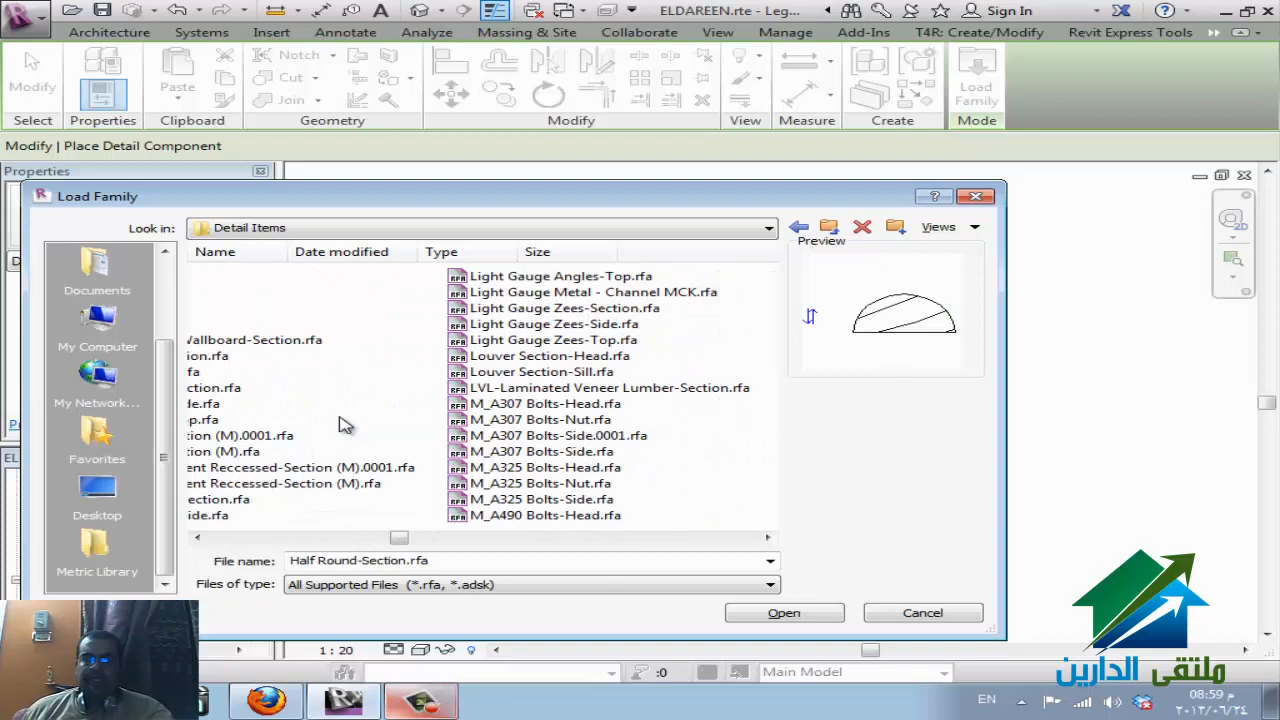 ELDAREEN.rte - Leg...
Sign In
Architecture Systems Insert Annotate Analyze Massing & Site Collaborate View Manage Add-Ins T4R: Create/Modify Revit Express Tools
Modify Paste Notch Cut Join Load Family
Select Properties Clipboard Geometry Modify View Measure Create Mode
Modify | Place Detail Component
Properties
Load Family
Look in: Detail Items Views
Preview
Name Date modified Type Size
Documents
My Computer
My Network...
Favorites
Desktop
Metric Library
Wallboard-Section.rfa
ion.rfa
fa
ction.rfa
de.rfa
p.rfa
ion (M).0001.rfa
ion (M).rfa
ent Reccessed-Section (M).0001.rfa
ent Reccessed-Section (M).rfa
ection.rfa
ide.rfa
Light Gauge Angles-Top.rfa
Light Gauge Metal - Channel MCK.rfa
Light Gauge Zees-Section.rfa
Light Gauge Zees-Side.rfa
Light Gauge Zees-Top.rfa
Louver Section-Head.rfa
Louver Section-Sill.rfa
LVL-Laminated Veneer Lumber-Section.rfa
M_A307 Bolts-Head.rfa
M_A307 Bolts-Nut.rfa
M_A307 Bolts-Side.0001.rfa
M_A307 Bolts-Side.rfa
M_A325 Bolts-Head.rfa
M_A325 Bolts-Nut.rfa
M_A325 Bolts-Side.rfa
M_A490 Bolts-Head.rfa
File name: Half Round-Section.rfa
Files of type: All Supported Files (*.rfa, *.adsk)
Open Cancel
1 : 20
:0 Main Model
ملتقى الدارين
EN
08:59 م
٢٠١٣/٠٦/٢٤